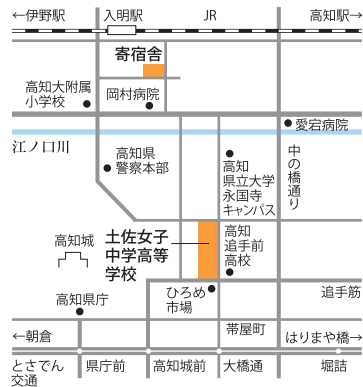 ←伊野駅
入明駅
JR
高知駅→
寄宿舎
高知大附属
小学校
岡村病院
愛宕病院
江ノ口川
高知県
警察本部
高知
県立大学
永国寺
キャンパス
中の橋通り
高知城
土佐女子
中学高等
学校
高知
追手前
高校
高知県庁
ひろめ
市場
追手筋
帯屋町
←朝倉
はりまや橋→
とさでん
交通
県庁前
高知城前
大橋通
堀詰